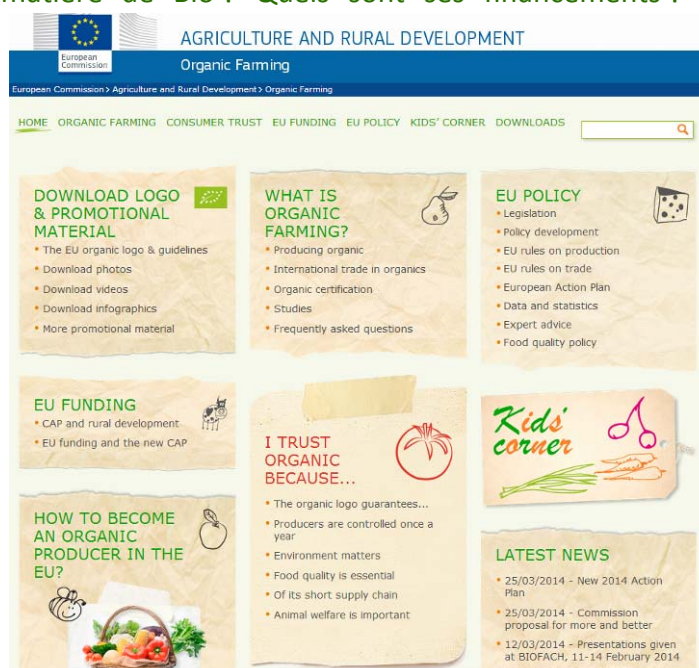 matière de Bio ? Quels sont ses financements ?
European
Commission
AGRICULTURE AND RURAL DEVELOPMENT
Organic Farming
European Commission > Agriculture and Rural Development > Organic Farming
HOME ORGANIC FARMING CONSUMER TRUST EU FUNDING EU POLICY KIDS' CORNER DOWNLOADS
DOWNLOAD LOGO
& PROMOTIONAL
MATERIAL
• The EU organic logo & guidelines
• Download photos
• Download videos
• Download infographics
• More promotional material
WHAT IS
ORGANIC
FARMING?
• Producing organic
• International trade in organics
• Organic certification
• Studies
• Frequently asked questions
EU POLICY
• Legislation
• Policy development
• EU rules on production
• EU rules on trade
• European Action Plan
• Data and statistics
• Expert advice
• Food quality policy
EU FUNDING
• CAP and rural development
• EU funding and the new CAP
I TRUST
ORGANIC
BECAUSE...
• The organic logo guarantees...
• Producers are controlled once a
year
• Environment matters
• Food quality is essential
• Of its short supply chain
• Animal welfare is important
Kids'
corner
HOW TO BECOME
AN ORGANIC
PRODUCER IN THE
EU?
LATEST NEWS
• 25/03/2014 - New 2014 Action
Plan
• 25/03/2014 - Commission
proposal for more and better
• 12/03/2014 - Presentations given
at BIOFACH, 11-14 February 2014